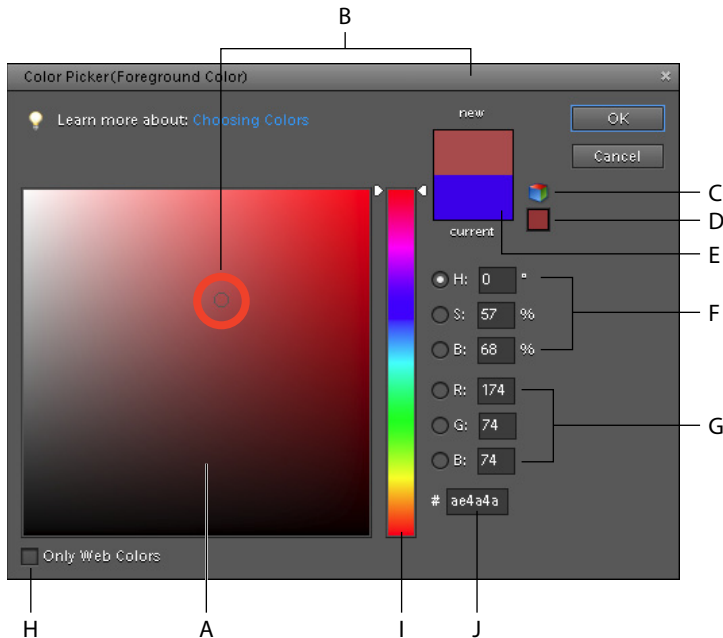 B
Color Picker(Foreground Color)
Learn more about: Choosing Colors
new
OK
Cancel
C
D
current
E
H: 0 °
S: 57 %
F
B: 68 %
R: 174
G: 74
G
B: 74
# ae4a4a
Only Web Colors
H
A
I
J